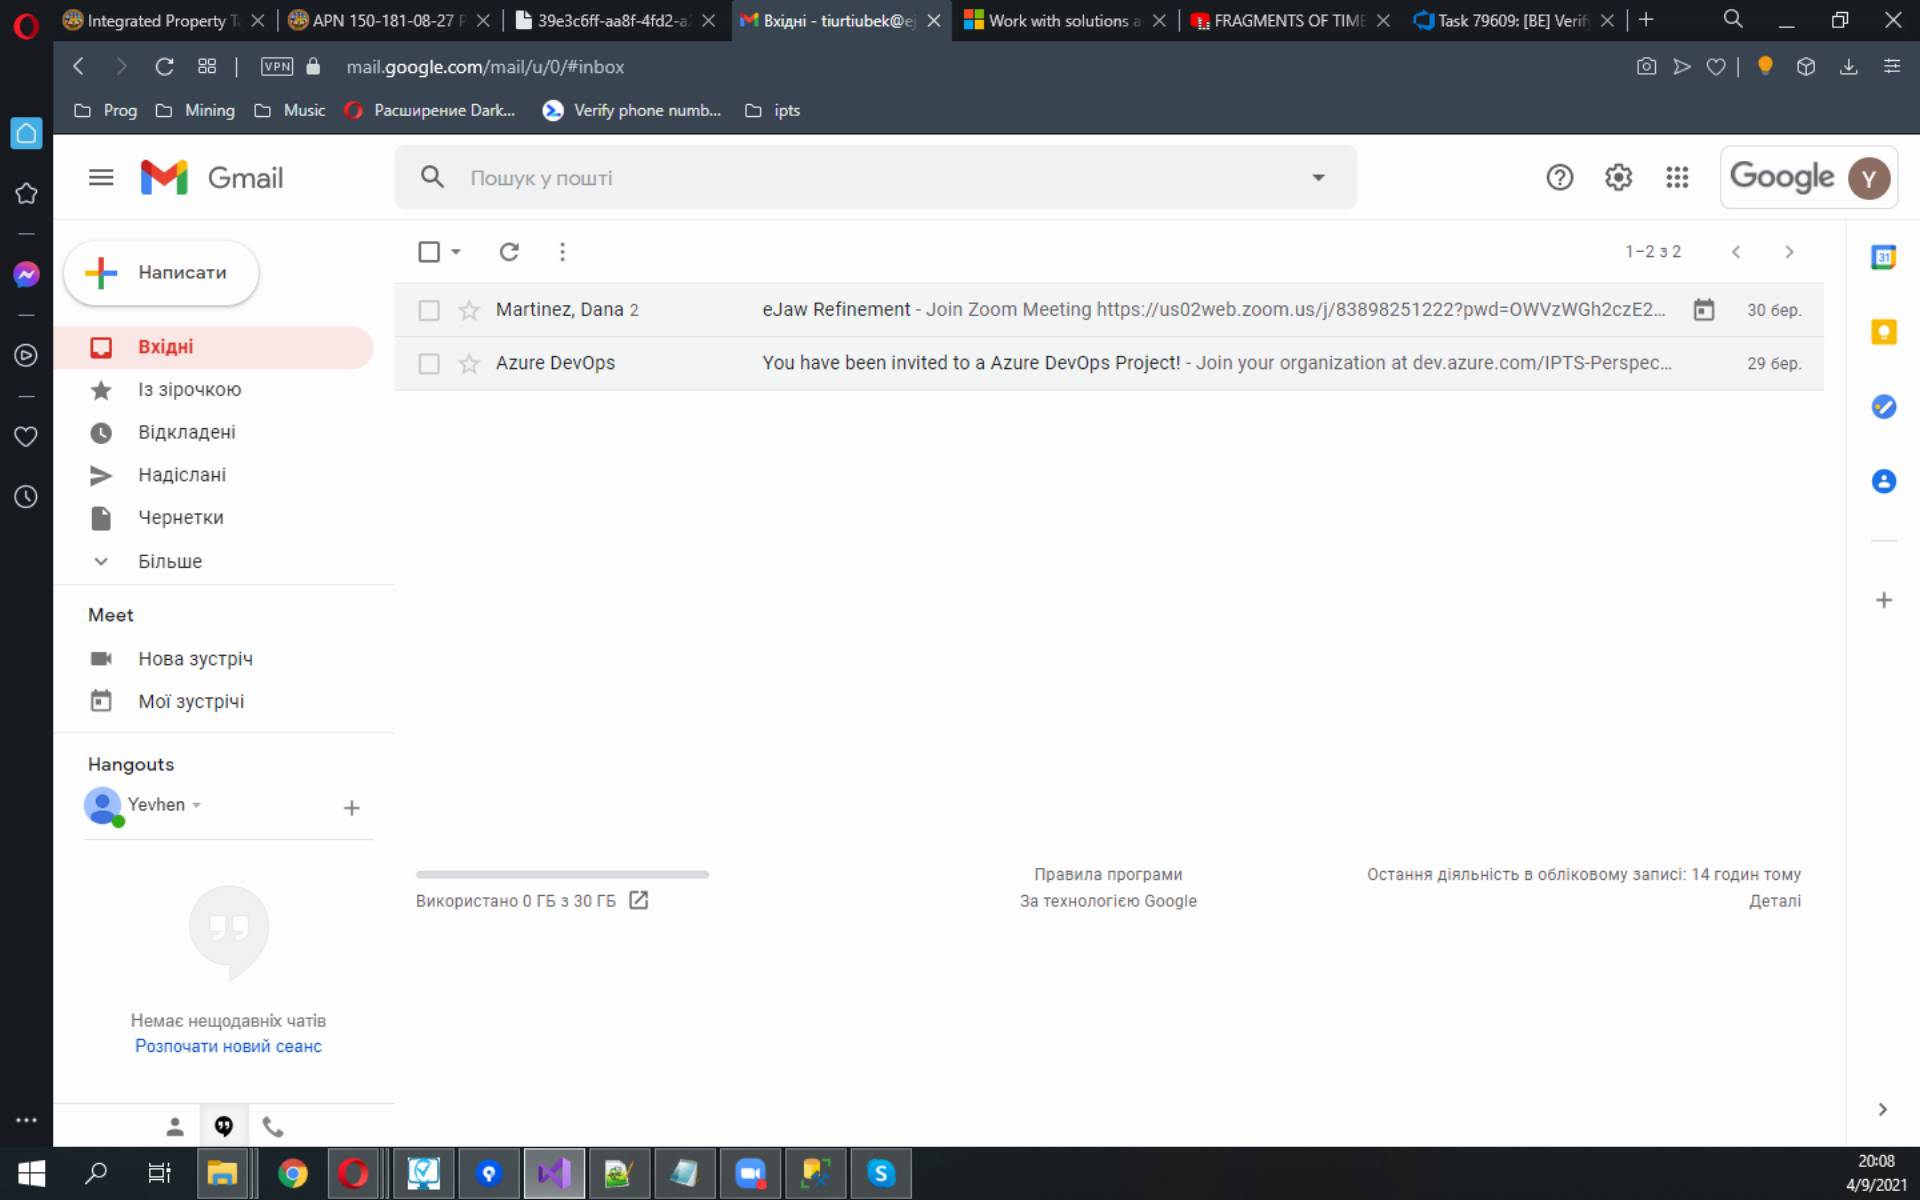 Integrated Property T
APN 150-181-08-27 P
39e3c6ff-aa8f-4fd2-a
Вхідні - tiurtiubek@ej
Work with solutions a
FRAGMENTS OF TIME
Task 79609: [BE] Verify
VPN
mail.google.com/mail/u/0/#inbox
Prog
Mining
Music
Расширение Dark...
Verify phone numb...
ipts
Gmail
Пошук у пошті
Google
Y
Написати
1–2 з 2
31
Martinez, Dana 2
eJaw Refinement - Join Zoom Meeting https://us02web.zoom.us/j/83898251222?pwd=OWVzWGh2czE2...
30 бер.
Azure DevOps
You have been invited to a Azure DevOps Project! - Join your organization at dev.azure.com/IPTS-Perspec...
29 бер.
Вхідні
Із зірочкою
Відкладені
Надіслані
Чернетки
Більше
Meet
Нова зустріч
Мої зустрічі
Hangouts
Yevhen
Немає нещодавніх чатів
Розпочати новий сеанс
Використано 0 ГБ з 30 ГБ
Правила програми
За технологією Google
Остання діяльність в обліковому записі: 14 годин тому
Деталі
20:08
4/9/2021